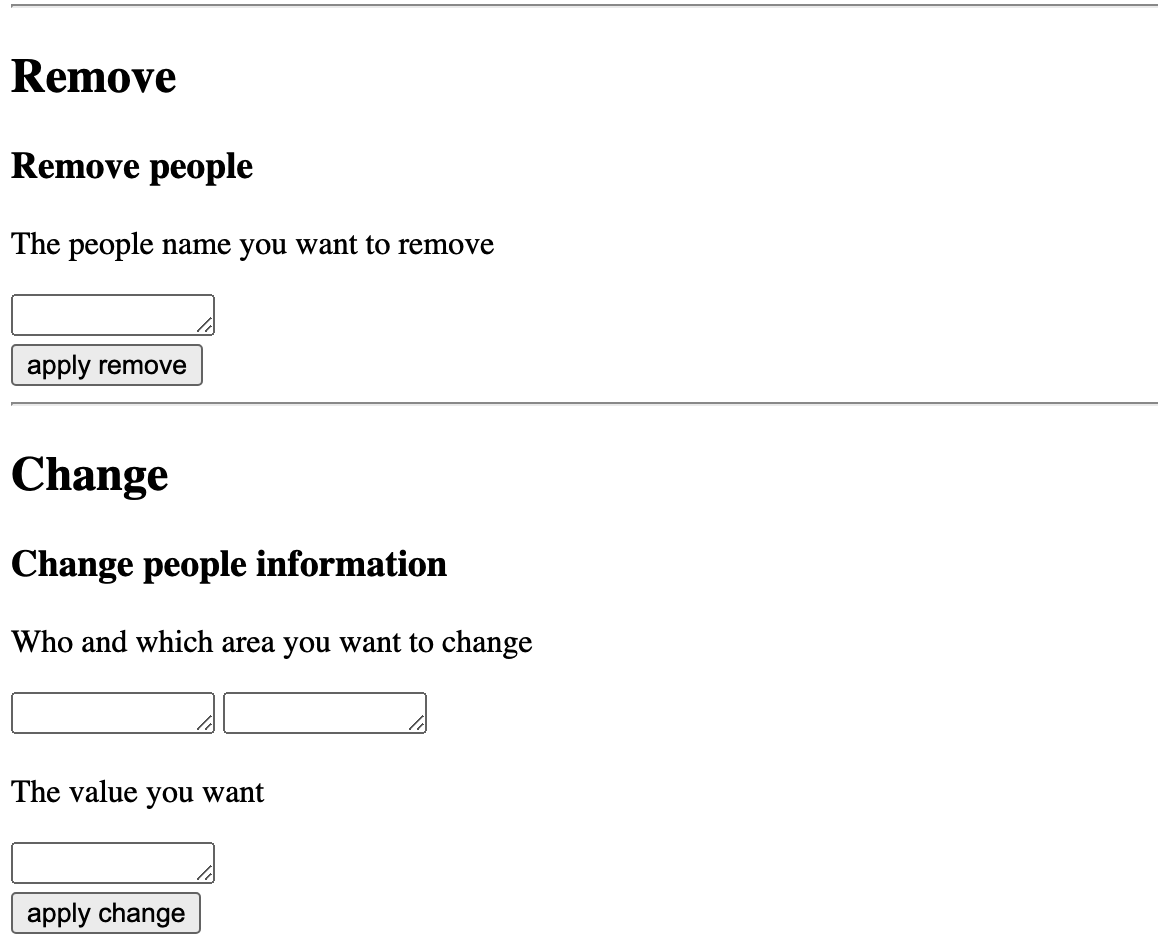 Remove
Remove people
The people name you want to remove
apply remove
Change
Change people information
Who and which area you want to change
The value you want
apply change